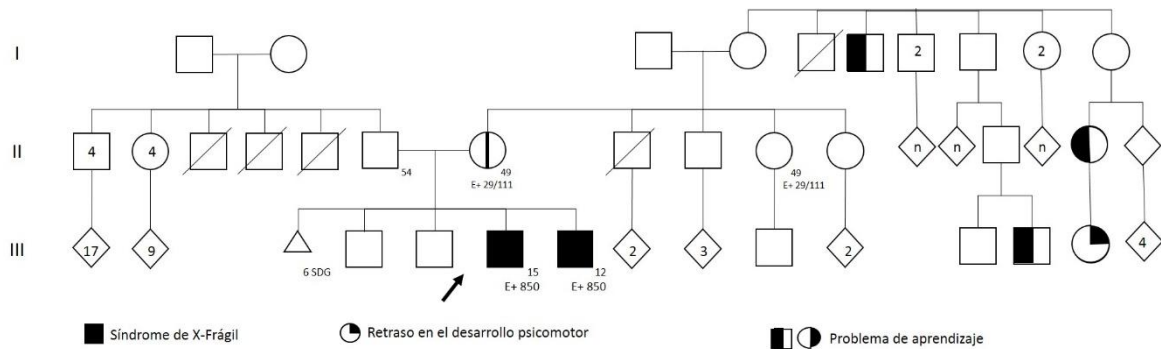 I
2
2
II
4
4
54
49
E+ 29/111
49
E+ 29/111
n
n
n
III
17
9
6 SDG
15
E+ 850
12
E+ 850
2
3
2
4
Síndrome de X-Frágil
Retraso en el desarrollo psicomotor
Problema de aprendizaje